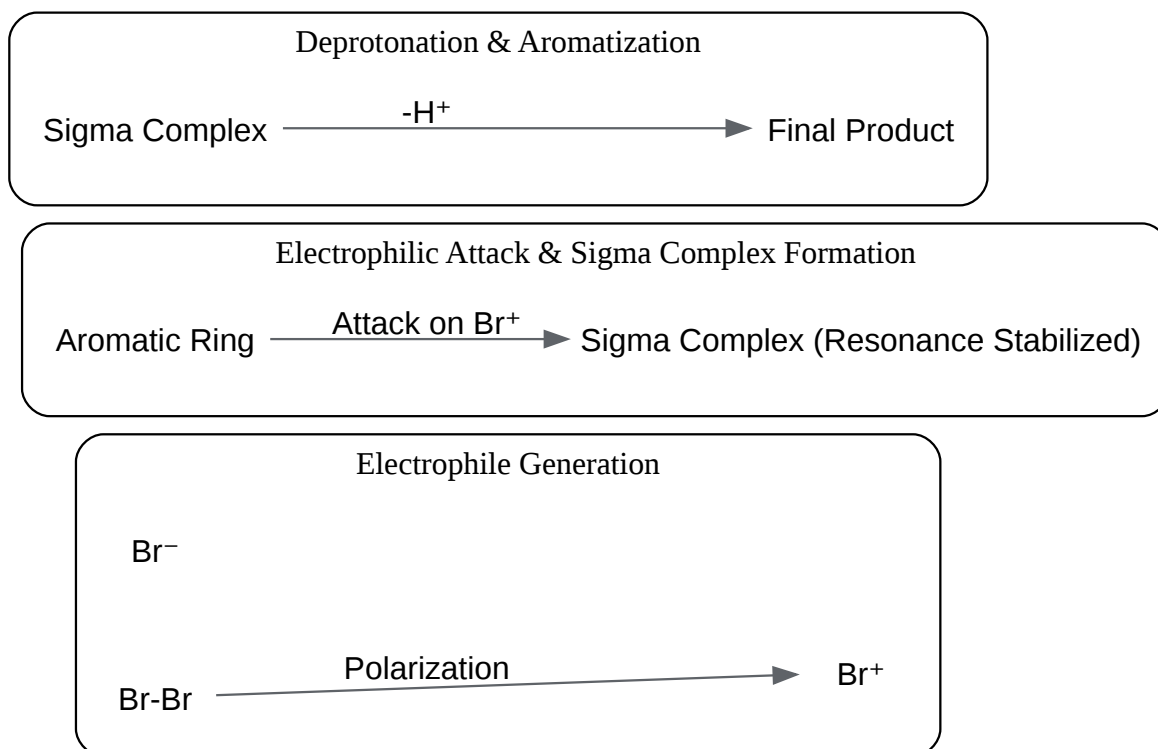 Deprotonation & Aromatization
-H⁺
Sigma Complex
Final Product
Electrophilic Attack & Sigma Complex Formation
Attack on Br⁺
Aromatic Ring
Sigma Complex (Resonance Stabilized)
Electrophile Generation
Br⁻
Polarization
Br⁺
Br-Br